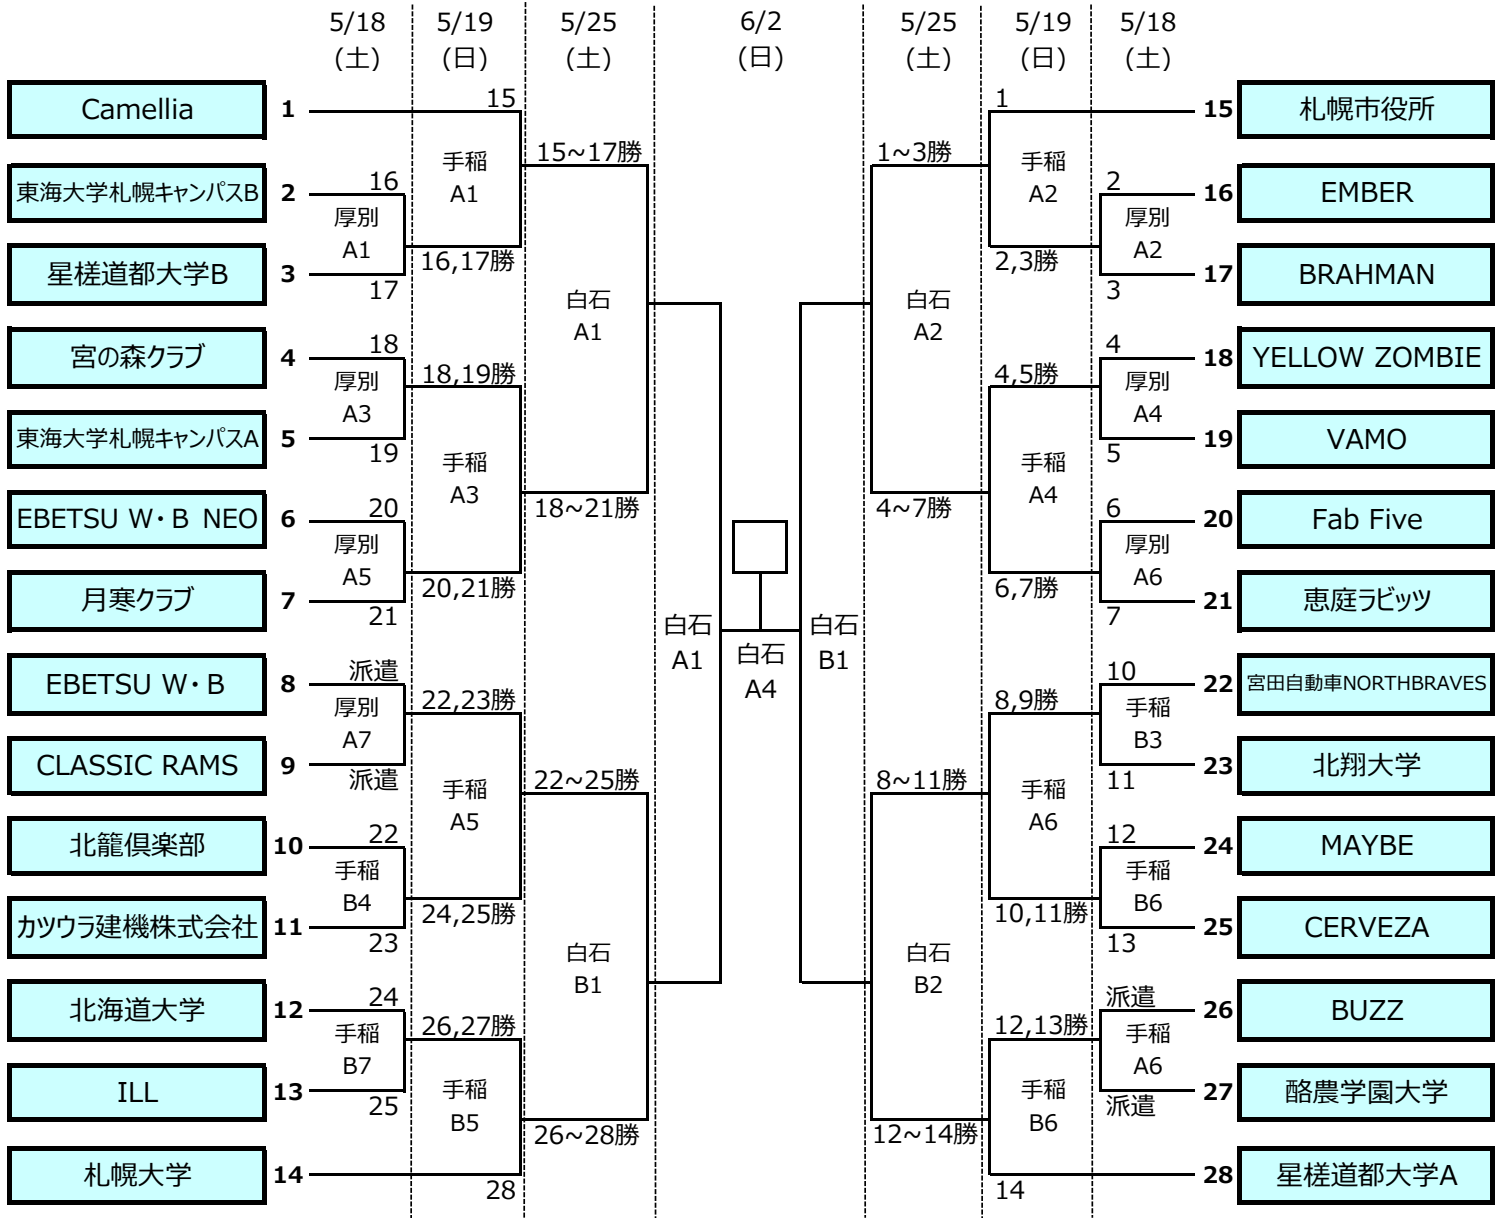 5/18 5/19 5/25 6/2 5/25 5/19 5/18
(土) (日) (土) (日) (土) (日) (土)
Camellia 1 15 1 15 札幌市役所
手稲 15~17勝 1~3勝 手稲
東海大学札幌キャンパスB 2 16 A1 A2 2 16 EMBER
厚別 厚別
A1 A2
星槎道都大学B 3 17 16,17勝 2,3勝 3 17 BRAHMAN
白石 白石
A1 A2
宮の森クラブ 4 18 4 18 YELLOW ZOMBIE
厚別 18,19勝 4,5勝 厚別
A3 A4
東海大学札幌キャンパスA 5 19 5 19 VAMO
手稲 手稲
A3 A4
EBETSU W・B NEO 6 20 18~21勝 4~7勝 6 20 Fab Five
厚別 厚別
A5 A6
月寒クラブ 7 21 20,21勝 6,7勝 7 21 恵庭ラビッツ
白石 白石
A1 白石 B1
A4
EBETSU W・B 8 派遣 10 22 宮田自動車NORTHBRAVES
厚別 22,23勝 8,9勝 手稲
A7 B3
CLASSIC RAMS 9 派遣 11 23 北翔大学
手稲 22~25勝 8~11勝 手稲
A5 A6
北籠倶楽部 10 22 12 24 MAYBE
手稲 手稲
B4 B6
カツウラ建機株式会社 11 23 24,25勝 10,11勝 13 25 CERVEZA
白石 白石
B1 B2
北海道大学 12 24 派遣 26 BUZZ
手稲 26,27勝 12,13勝 手稲
B7 A6
ILL 13 25 派遣 27 酪農学園大学
手稲 手稲
B5 26~28勝 12~14勝 B6
札幌大学 14 28 14 28 星槎道都大学A